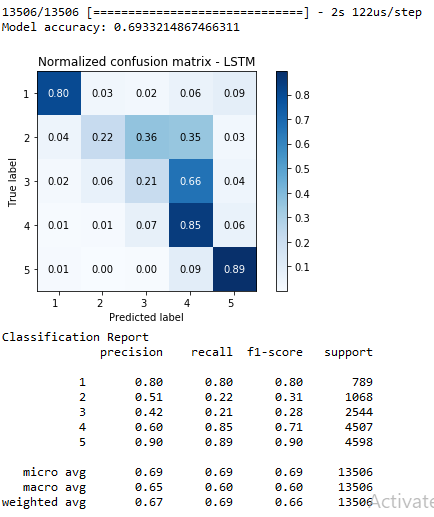 13506/13506 [==============================] - 2s 122us/step
Model accuracy: 0.6933214867466311
Normalized confusion matrix - LSTM
1 0.80 0.03 0.02 0.06 0.09
2 0.04 0.22 0.36 0.35 0.03
3 0.02 0.06 0.21 0.66 0.04
4 0.01 0.01 0.07 0.85 0.06
5 0.01 0.00 0.00 0.09 0.89
1 2 3 4 5
True label
Predicted label
0.8
0.7
0.6
0.5
0.4
0.3
0.2
0.1
Classification Report
precision recall f1-score support
1 0.80 0.80 0.80 789
2 0.51 0.22 0.31 1068
3 0.42 0.21 0.28 2544
4 0.60 0.85 0.71 4507
5 0.90 0.89 0.90 4598
micro avg 0.69 0.69 0.69 13506
macro avg 0.65 0.60 0.60 13506
weighted avg 0.67 0.69 0.66 13506
Activate